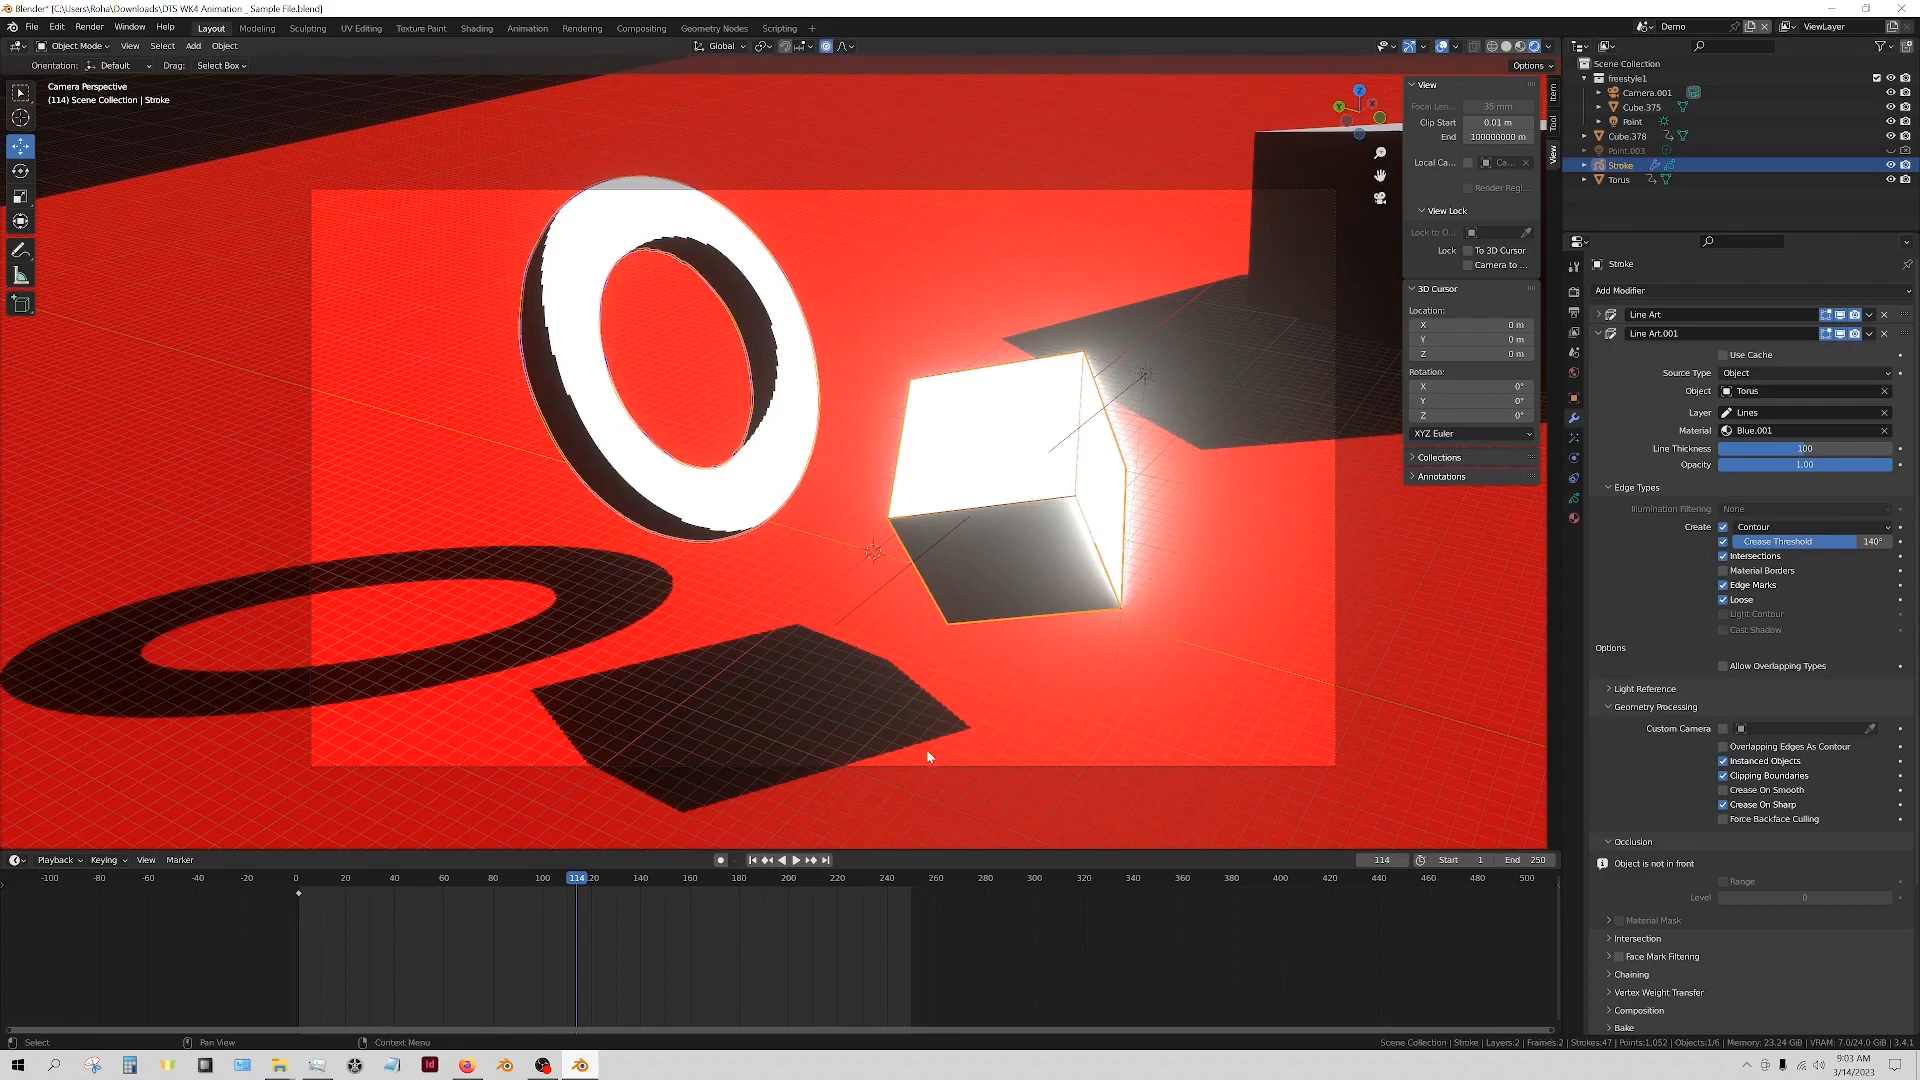 Blender* [C:\Users\Roha\Downloads\DTS WK4 Animation _ Sample File.blend]
File Edit Render Window Help Layout Modeling Sculpting UV Editing Texture Paint Shading Animation Rendering Compositing Geometry Nodes Scripting +
Demo ViewLayer
Object Mode View Select Add Object Global
Orientation: Default Drag: Select Box Options
Camera Perspective
(114) Scene Collection | Stroke
Z
Y
X
Item
Tool
View
View
Focal Len... 35 mm
Clip Start 0.01 m
End 100000000 m
Local Ca... Ca...
Render Regi...
View Lock
Lock to O...
Lock To 3D Cursor
Camera to ...
3D Cursor
Location:
X 0 m
Y 0 m
Z 0 m
Rotation:
X 0°
Y 0°
Z 0°
XYZ Euler
Collections
Annotations
Scene Collection
freestyle1
Camera.001
Cube.375
Point
Cube.378
Point.003
Stroke
Torus
Stroke
Add Modifier
Line Art
Line Art.001
Use Cache
Source Type Object
Object Torus
Layer Lines
Material Blue.001
Line Thickness 100
Opacity 1.00
Edge Types
Illumination Filtering None
Create Contour
Crease Threshold 140°
Intersections
Material Borders
Edge Marks
Loose
Light Contour
Cast Shadow
Options
Allow Overlapping Types
Light Reference
Geometry Processing
Custom Camera
Overlapping Edges As Contour
Instanced Objects
Clipping Boundaries
Crease On Smooth
Crease On Sharp
Force Backface Culling
Occlusion
Object is not in front
Range
Level 0
Material Mask
Intersection
Face Mark Filtering
Chaining
Vertex Weight Transfer
Composition
Bake
Playback Keying View Marker 114 Start 1 End 250
-100 -80 -60 -40 -20 0 20 40 60 80 100 114 20 140 160 180 200 220 240 260 280 300 320 340 360 380 400 420 440 460 480 500
Select Pan View Context Menu Scene Collection | Stroke | Layers:2 | Frames:2 | Strokes:47 | Points:1,052 | Objects:1/6 | Memory: 23.24 GiB | VRAM: 7.0/24.0 GiB | 3.4.1
Id
9:03 AM
3/14/2023